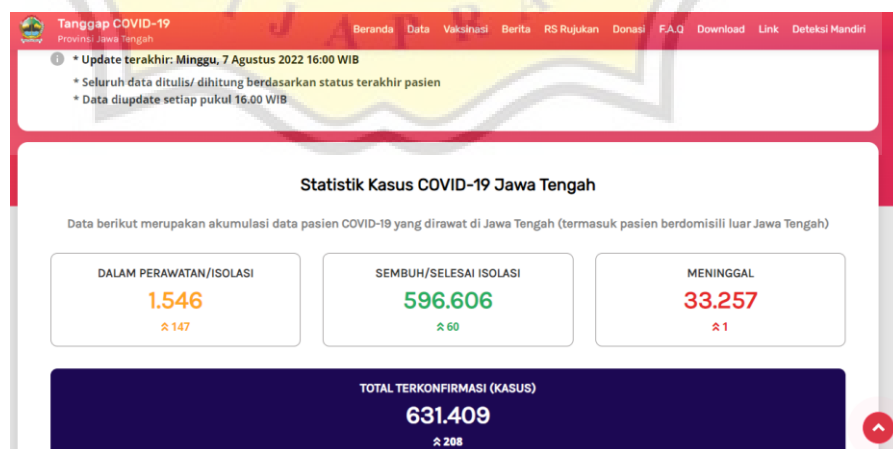 Tanggap COVID-19
Provinsi Jawa Tengah
Beranda Data Vaksinasi Berita RS Rujukan Donasi F.A.Q Download Link Deteksi Mandiri
* Update terakhir: Minggu, 7 Agustus 2022 16:00 WIB
* Seluruh data ditulis/ dihitung berdasarkan status terakhir pasien
* Data diupdate setiap pukul 16.00 WIB
Statistik Kasus COVID-19 Jawa Tengah
Data berikut merupakan akumulasi data pasien COVID-19 yang dirawat di Jawa Tengah (termasuk pasien berdomisili luar Jawa Tengah)
DALAM PERAWATAN/ISOLASI
1.546
147
SEMBUH/SELESAI ISOLASI
596.606
60
MENINGGAL
33.257
1
TOTAL TERKONFIRMASI (KASUS)
631.409
208